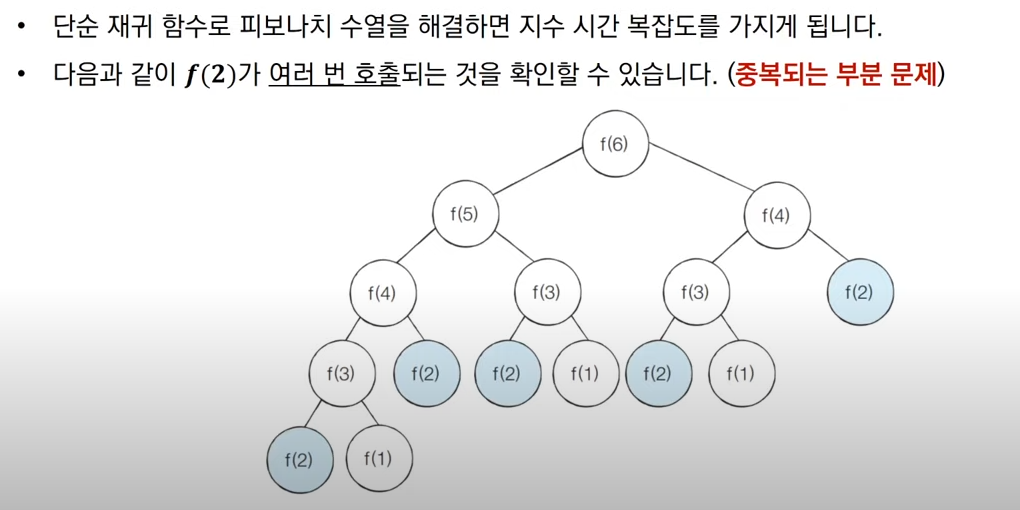 • 단순 재귀 함수로 피보나치 수열을 해결하면 지수 시간 복잡도를 가지게 됩니다.
• 다음과 같이 f(2)가 여러 번 호출되는 것을 확인할 수 있습니다. (중복되는 부분 문제)
f(6)
f(5)
f(4)
f(4)
f(3)
f(3)
f(2)
f(3)
f(2)
f(2)
f(1)
f(2)
f(1)
f(2)
f(1)